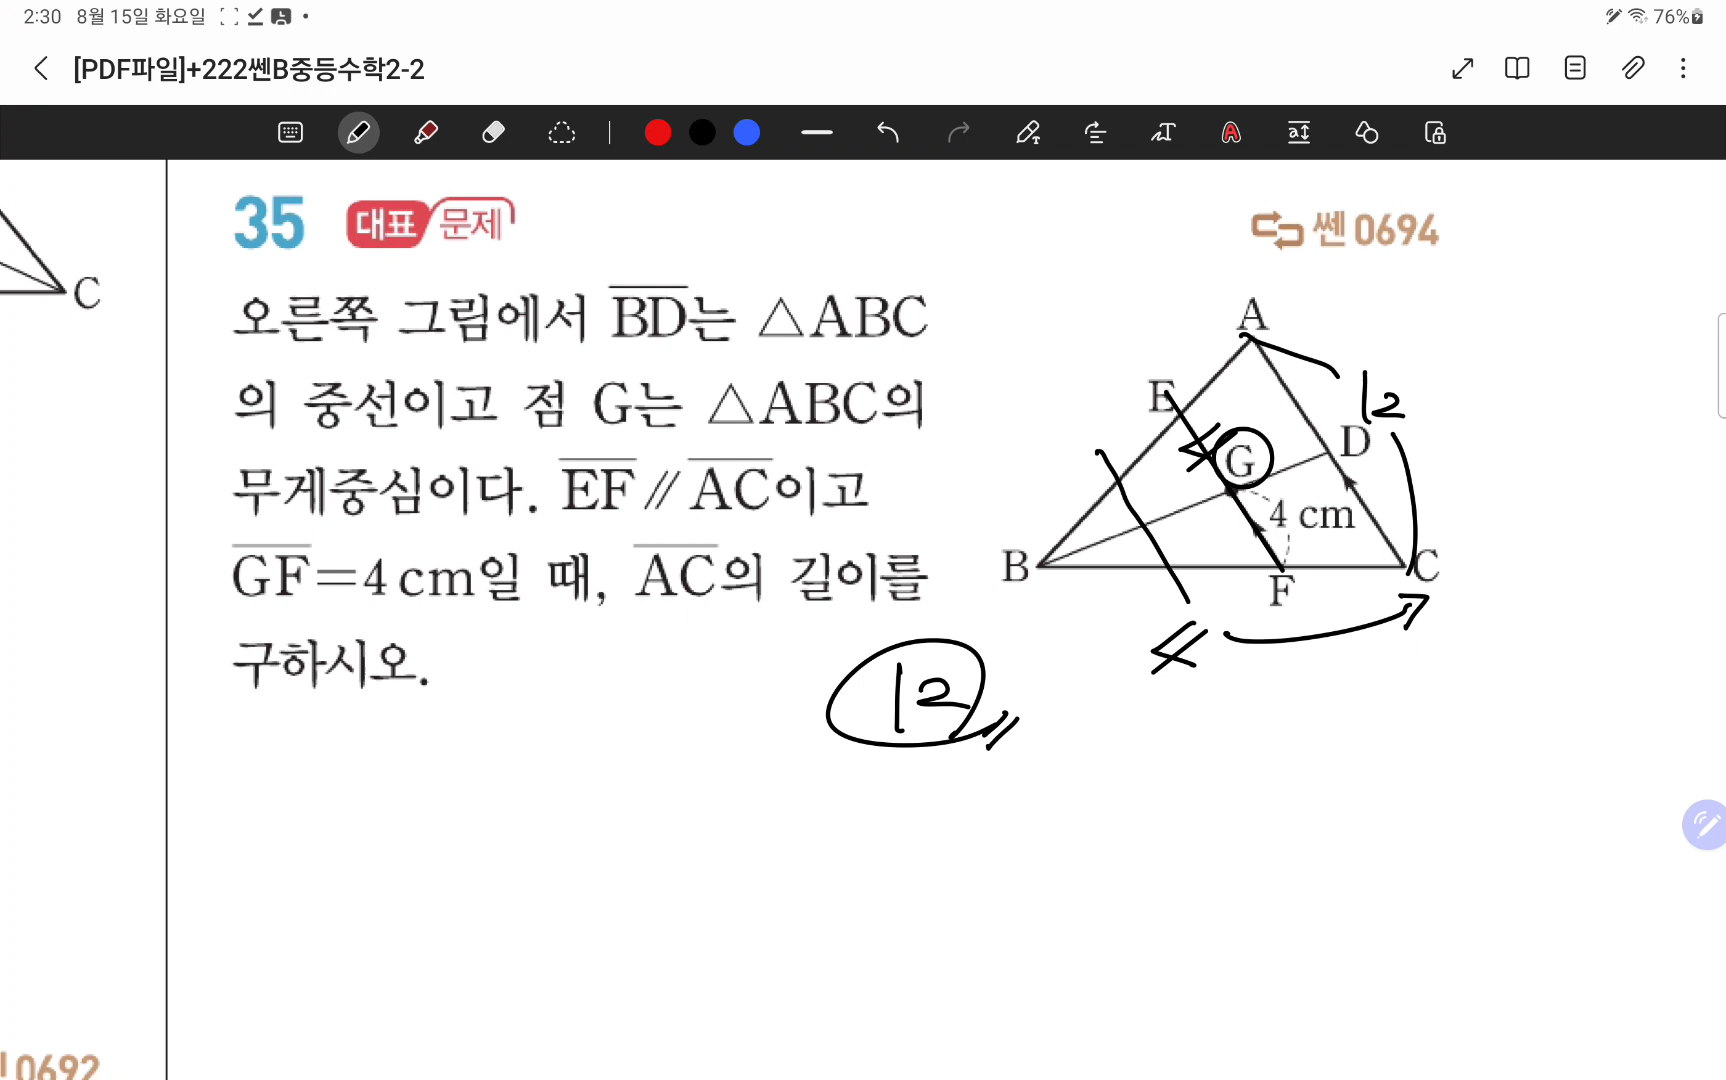 2:30 8월 15일 화요일
76%
[PDF파일]+222쎈B중등수학2-2
C
35 대표 문제
쎈 0694
오른쪽 그림에서 BD는 △ABC
의 중선이고 점 G는 △ABC의
무게중심이다. EF∥AC이고
GF=4 cm일 때, AC의 길이를
구하시오.
A
12
E
D
G
4 cm
B
C
F
12
0692